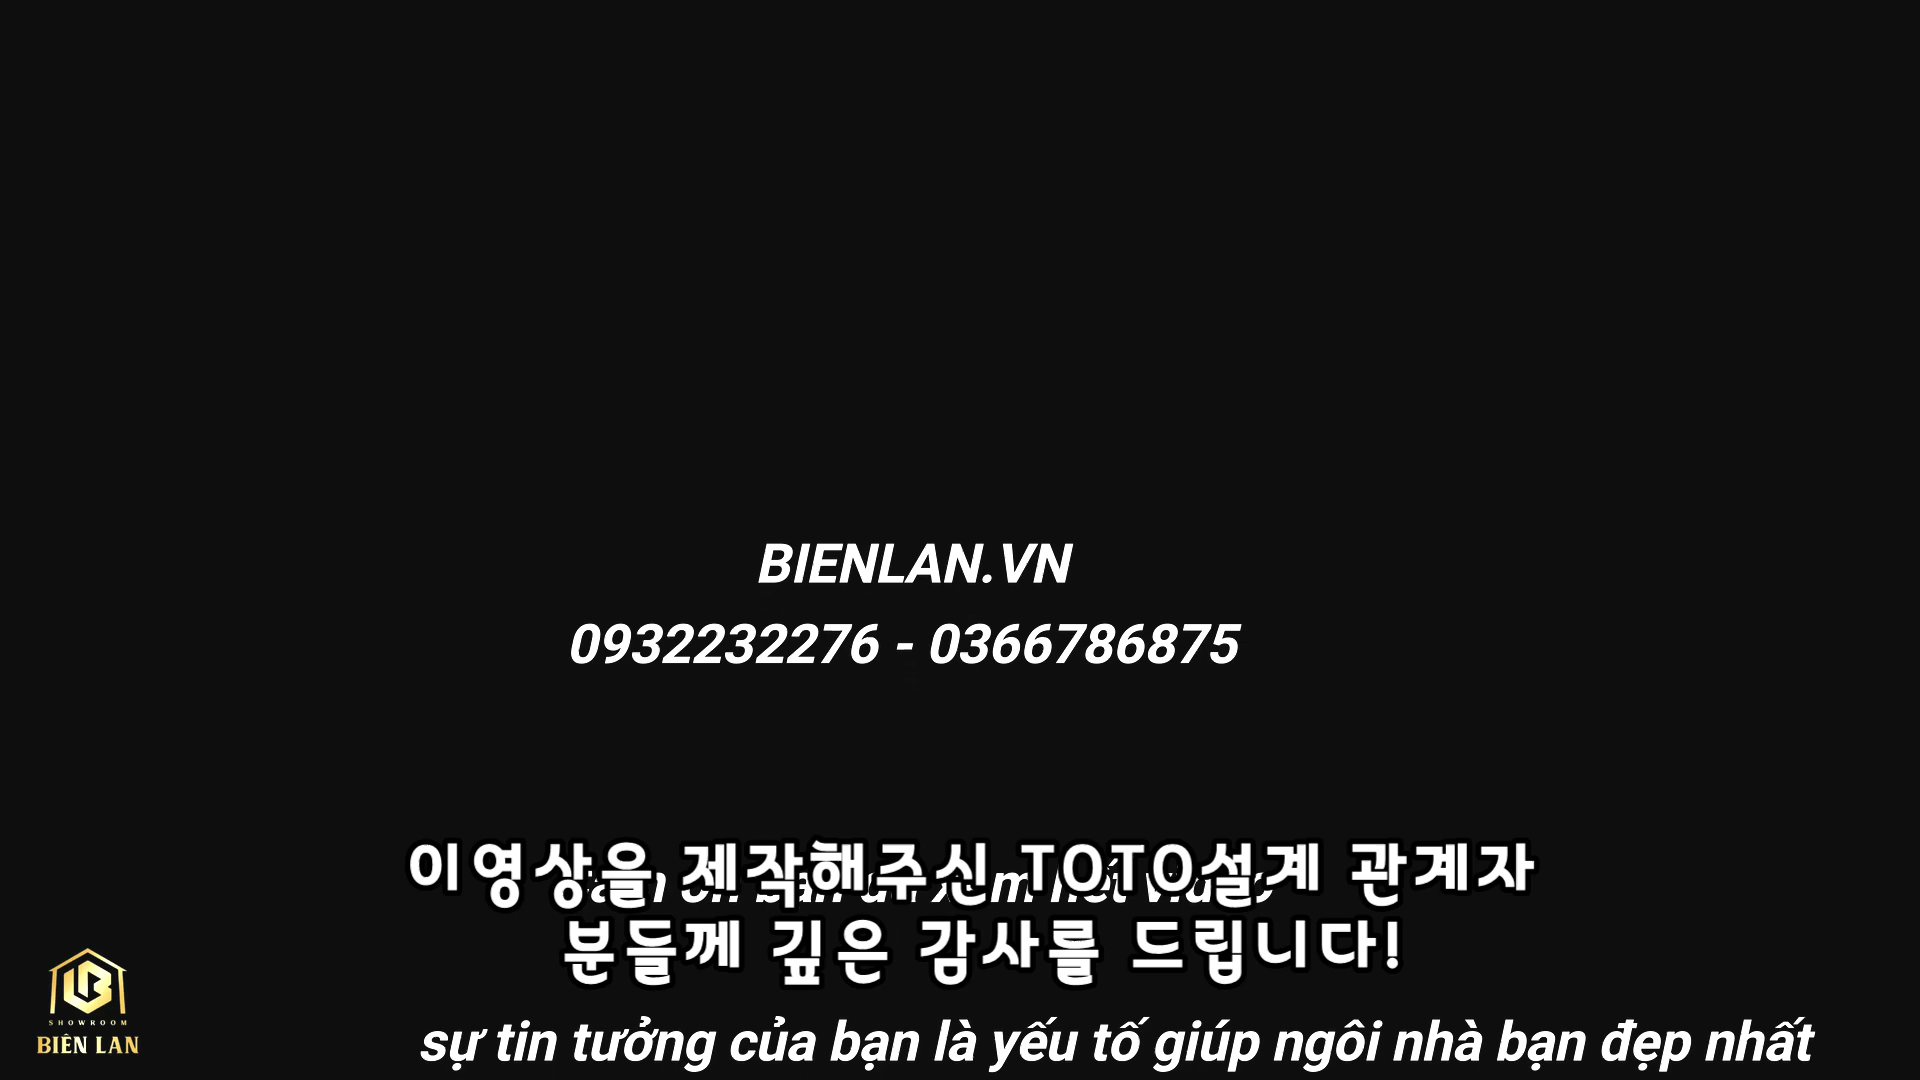 BIENLAN.VN
0932232276 - 0366786875
이영상을 제작해주신 TOTO설계 관계자
분들께 깊은 감사를 드립니다!
sự tin tưởng của bạn là yếu tố giúp ngôi nhà bạn đẹp nhất
SHOWROOM
BIÊN LAN